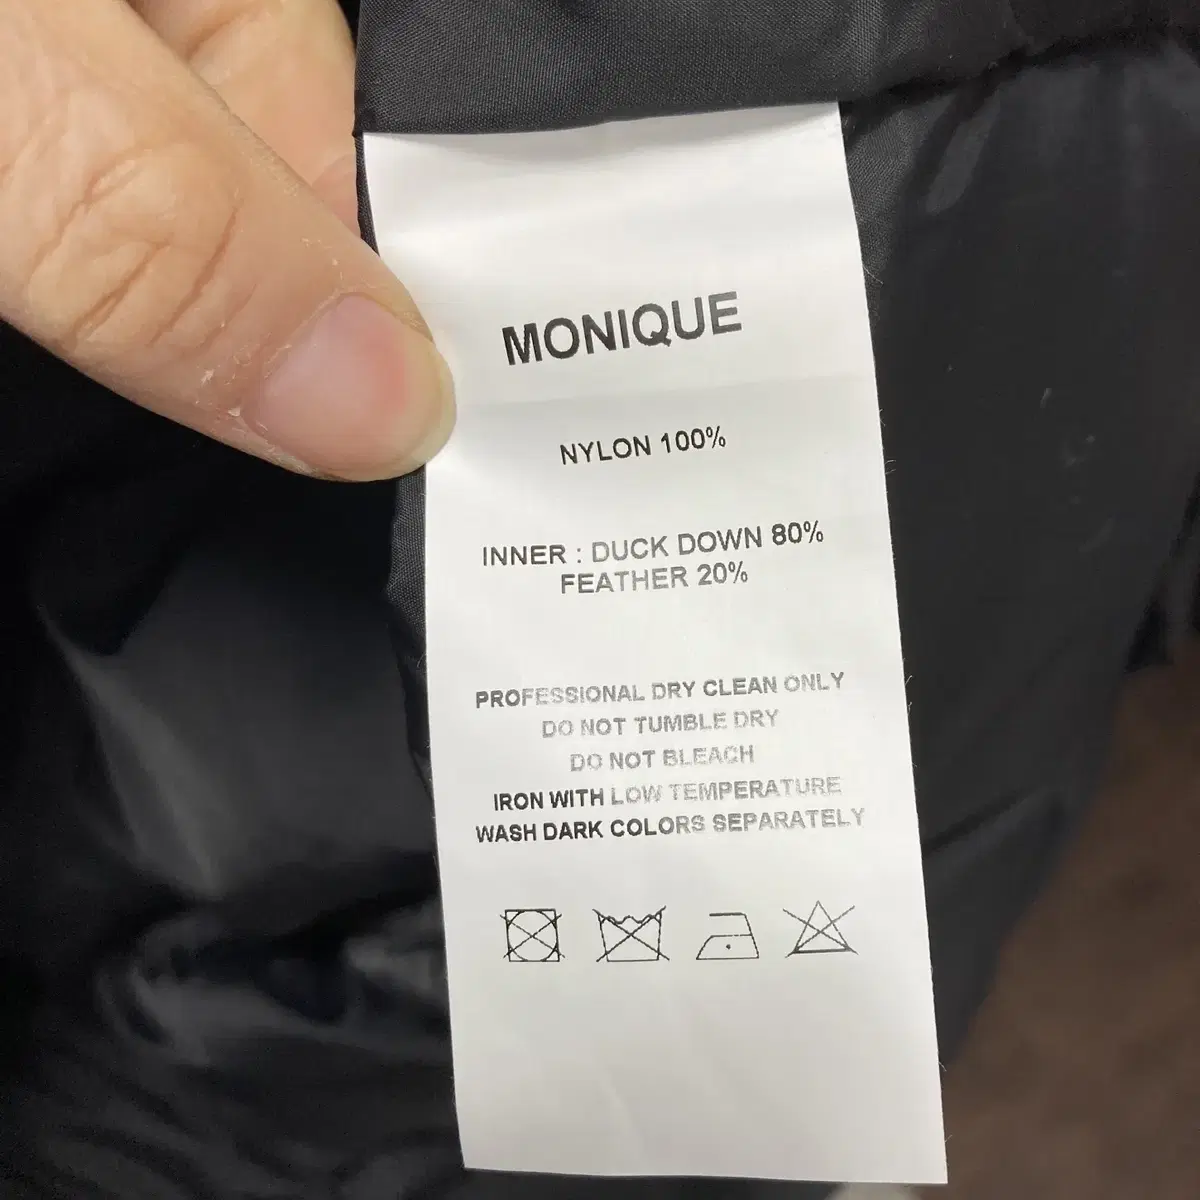 MONIQUE
NYLON 100%
INNER : DUCK DOWN 80%
FEATHER 20%
PROFESSIONAL DRY CLEAN ONLY
DO NOT TUMBLE DRY
DO NOT BLEACH
IRON WITH LOW TEMPERATURE
WASH DARK COLORS SEPARATELY